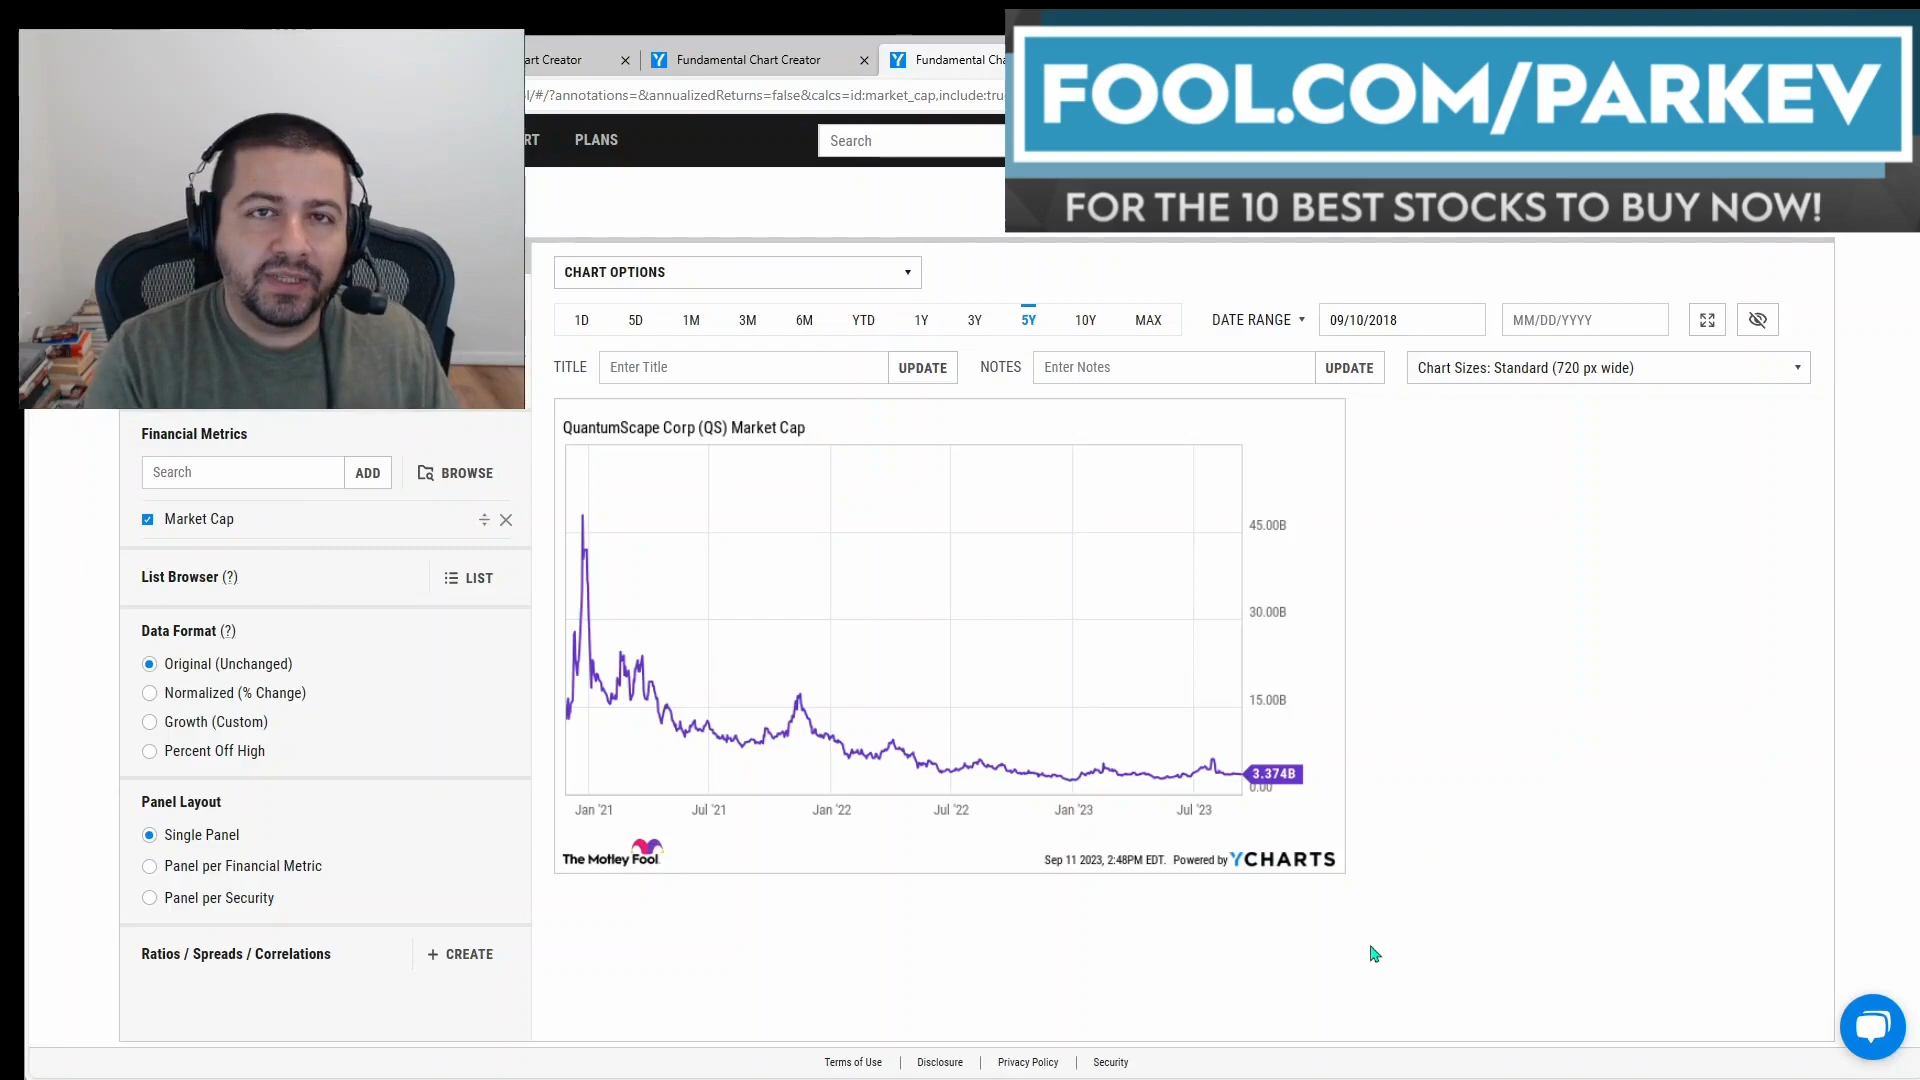 FOOL.COM/PARKEV
FOR THE 10 BEST STOCKS TO BUY NOW!
art Creator
Fundamental Chart Creator
Fundamental Cha
l/#/?annotations=&annualizedReturns=false&calcs=id:market_cap,include:tru
RT
PLANS
Search
CHART OPTIONS
1D 5D 1M 3M 6M YTD 1Y 3Y 5Y 10Y MAX DATE RANGE 09/10/2018 MM/DD/YYYY
TITLE Enter Title UPDATE NOTES Enter Notes UPDATE Chart Sizes: Standard (720 px wide)
Financial Metrics
Search ADD BROWSE
Market Cap
List Browser (?) LIST
Data Format (?)
Original (Unchanged)
Normalized (% Change)
Growth (Custom)
Percent Off High
Panel Layout
Single Panel
Panel per Financial Metric
Panel per Security
Ratios / Spreads / Correlations + CREATE
QuantumScape Corp (QS) Market Cap
45.00B
30.00B
15.00B
3.374B
0.00
Jan '21 Jul '21 Jan '22 Jul '22 Jan '23 Jul '23
The Motley Fool
Sep 11 2023, 2:48PM EDT. Powered by YCHARTS
Terms of Use | Disclosure | Privacy Policy | Security